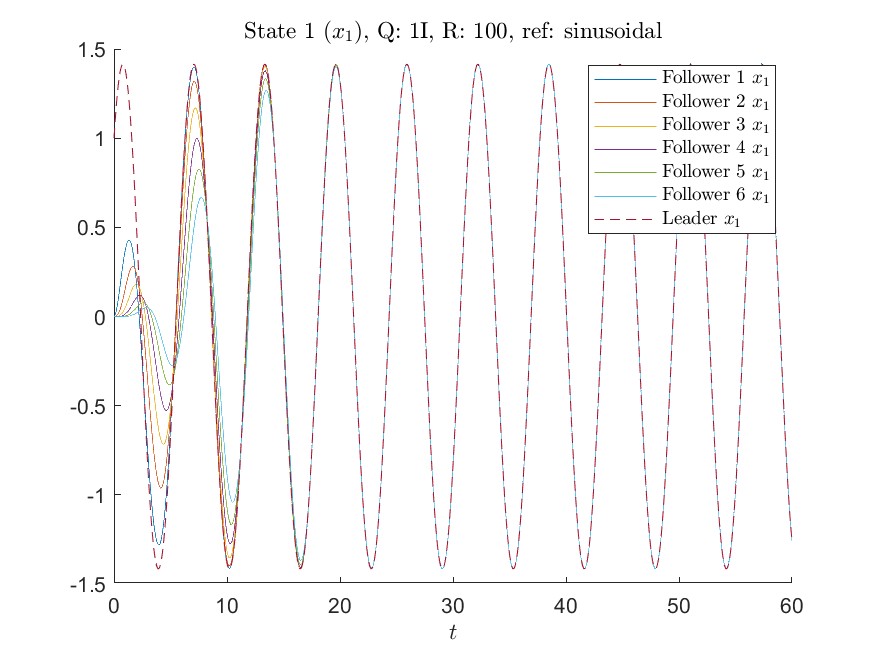 State 1 (x₁), Q: 1I, R: 100, ref: sinusoidal
1.5
1
0.5
0
-0.5
-1
-1.5
0 10 20 30 40 50 60
t
Follower 1 x₁
Follower 2 x₁
Follower 3 x₁
Follower 4 x₁
Follower 5 x₁
Follower 6 x₁
Leader x₁